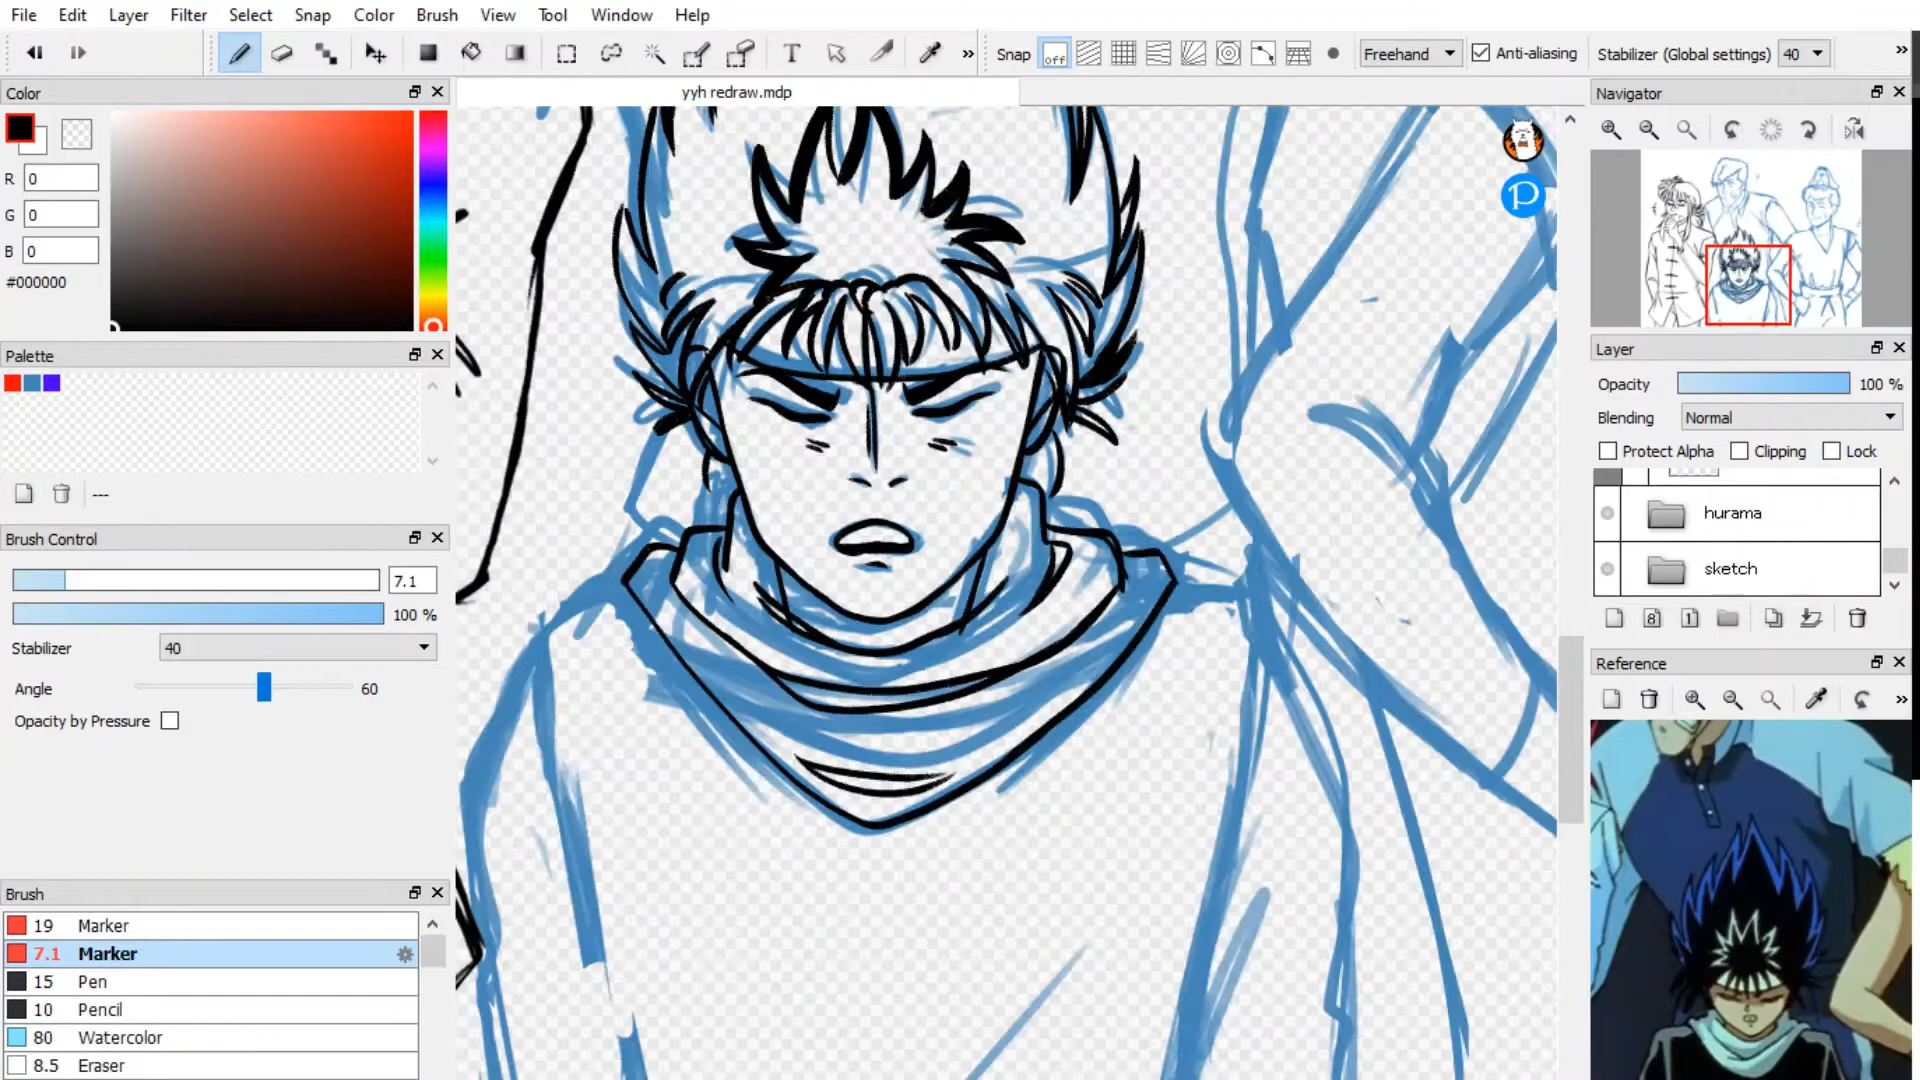 File Edit Layer Filter Select Snap Color Brush View Tool Window Help
Snap off Freehand Anti-aliasing Stabilizer (Global settings) 40
Color
yyh redraw.mdp
Navigator
R 0
G 0
B 0
#000000
P
Palette
Layer
Opacity 100 %
Blending Normal
Protect Alpha Clipping Lock
---
hurama
sketch
8 1
Brush Control
7.1
100 %
Stabilizer 40
Angle 60
Opacity by Pressure
Reference
Brush
19 Marker
7.1 Marker
15 Pen
10 Pencil
80 Watercolor
8.5 Eraser